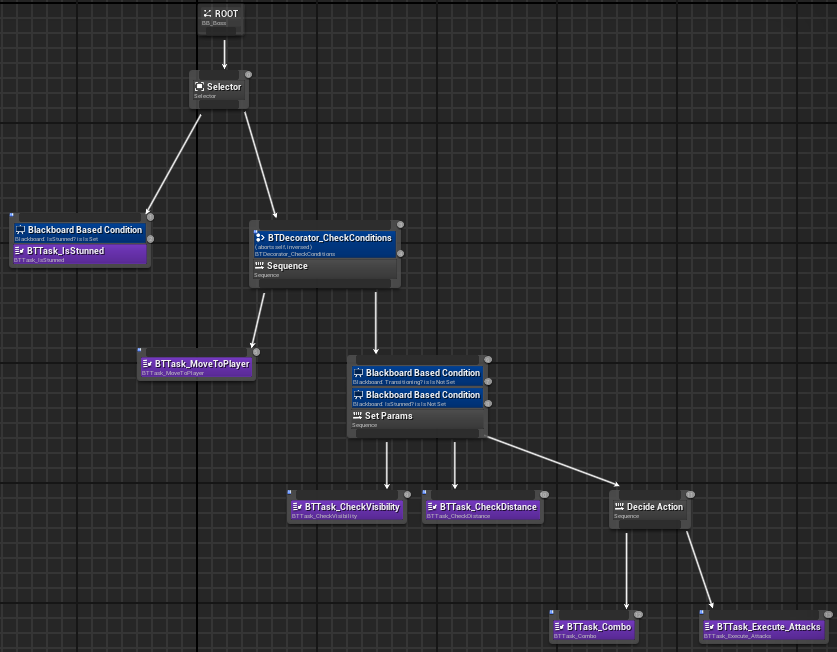 ROOT
BB_Boss
Selector
Selector
Blackboard Based Condition
Blackboard: IsStunned? is Is Set
BTTask_IsStunned
BTTask_IsStunned
BTDecorator_CheckConditions
( aborts self, inversed )
BTDecorator_CheckConditions
Sequence
Sequence
BTTask_MoveToPlayer
BTTask_MoveToPlayer
Blackboard Based Condition
Blackboard: Transitioning? is Is Not Set
Blackboard Based Condition
Blackboard: IsStunned? is Is Not Set
Set Params
Sequence
BTTask_CheckVisibility
BTTask_CheckVisibility
BTTask_CheckDistance
BTTask_CheckDistance
Decide Action
Sequence
BTTask_Combo
BTTask_Combo
BTTask_Execute_Attacks
BTTask_Execute_Attacks